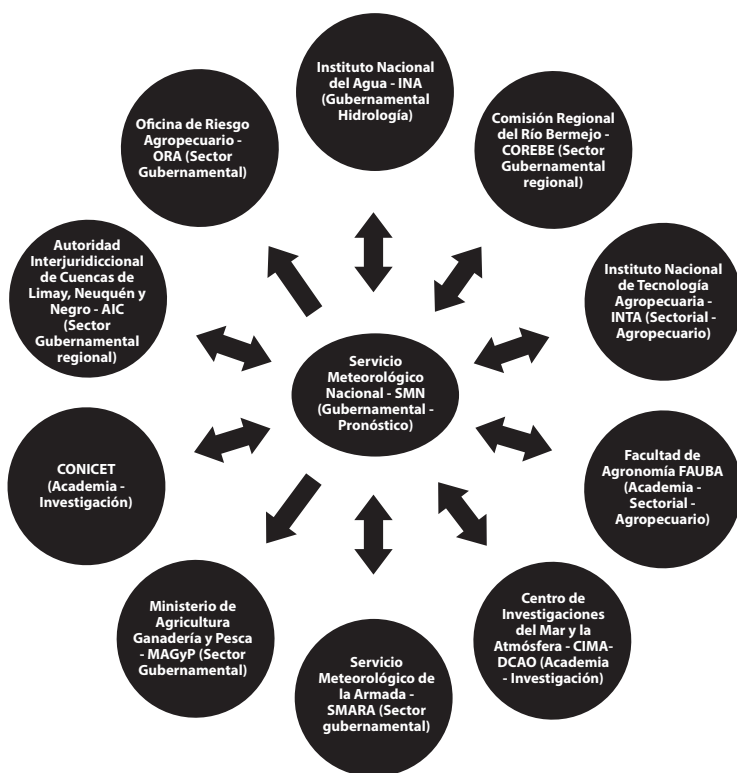 Instituto Nacional
del Agua - INA
(Gubernamental
Hidrología)
Comisión Regional
del Río Bermejo -
COREBE (Sector
Gubernamental
regional)
Instituto Nacional
de Tecnología
Agropecuaria -
INTA (Sectorial -
Agropecuario)
Facultad de
Agronomía FAUBA
(Academia -
Sectorial -
Agropecuario)
Centro de
Investigaciones
del Mar y la
Atmósfera - CIMA-
DCAO (Academia
- Investigación)
Servicio
Meteorológico de
la Armada -
SMARA (Sector
gubernamental)
Ministerio de
Agricultura
Ganadería y Pesca
- MAGyP (Sector
Gubernamental)
CONICET
(Academia -
Investigación)
Autoridad
Interjuridiccional
de Cuencas de
Limay, Neuquén y
Negro - AIC
(Sector
Gubernamental
regional)
Oficina de Riesgo
Agropecuario -
ORA (Sector
Gubernamental)
Servicio
Meteorológico
Nacional - SMN
(Gubernamental -
Pronóstico)